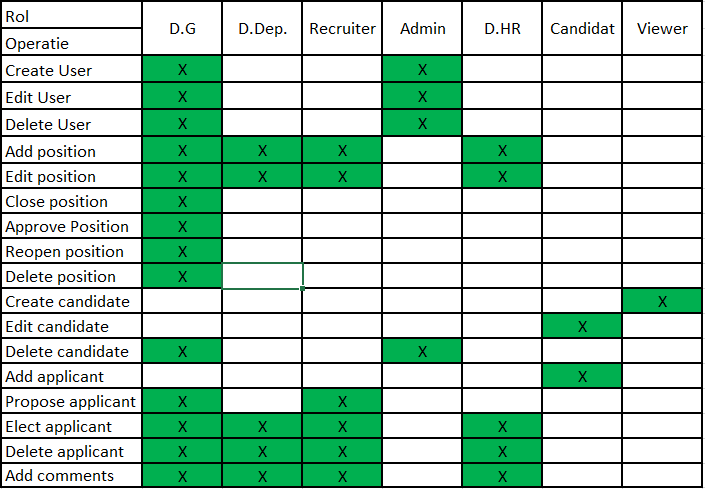 Rol
Operatie
D.G D.Dep. Recruiter Admin D.HR Candidat Viewer
Create User X X
Edit User X X
Delete User X X
Add position X X X X
Edit position X X X X
Close position X
Approve Position X
Reopen position X
Delete position X
Create candidate X
Edit candidate X
Delete candidate X X
Add applicant X
Propose applicant X X
Elect applicant X X X X
Delete applicant X X X X
Add comments X X X X